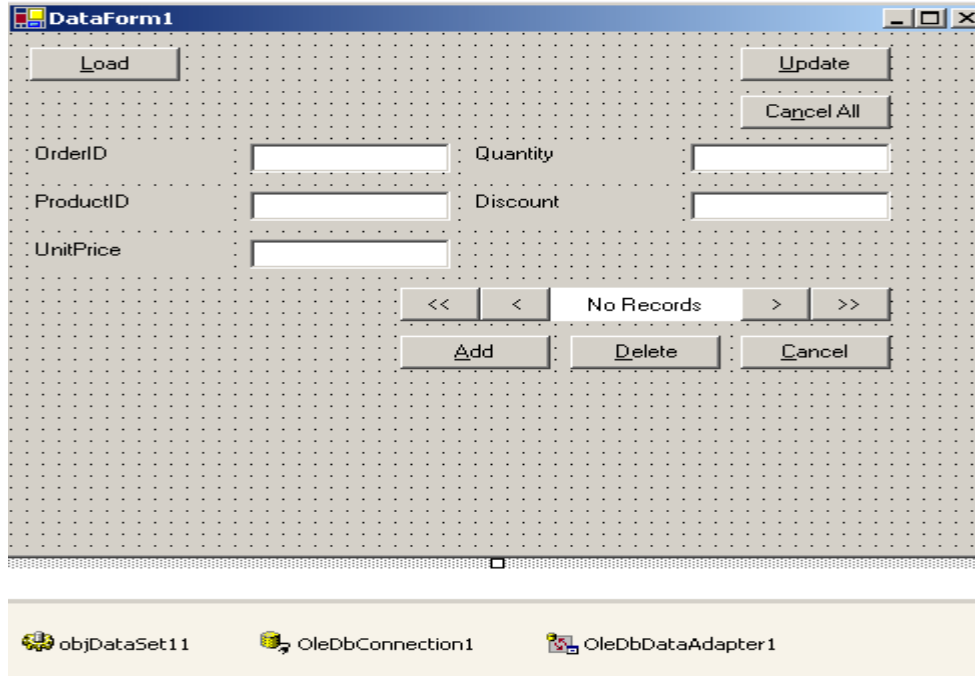 DataForm1
Load
Update
Cancel All
OrderID
Quantity
ProductID
Discount
UnitPrice
<< < No Records > >>
Add Delete Cancel
objDataSet11 OleDbConnection1 OleDbDataAdapter1